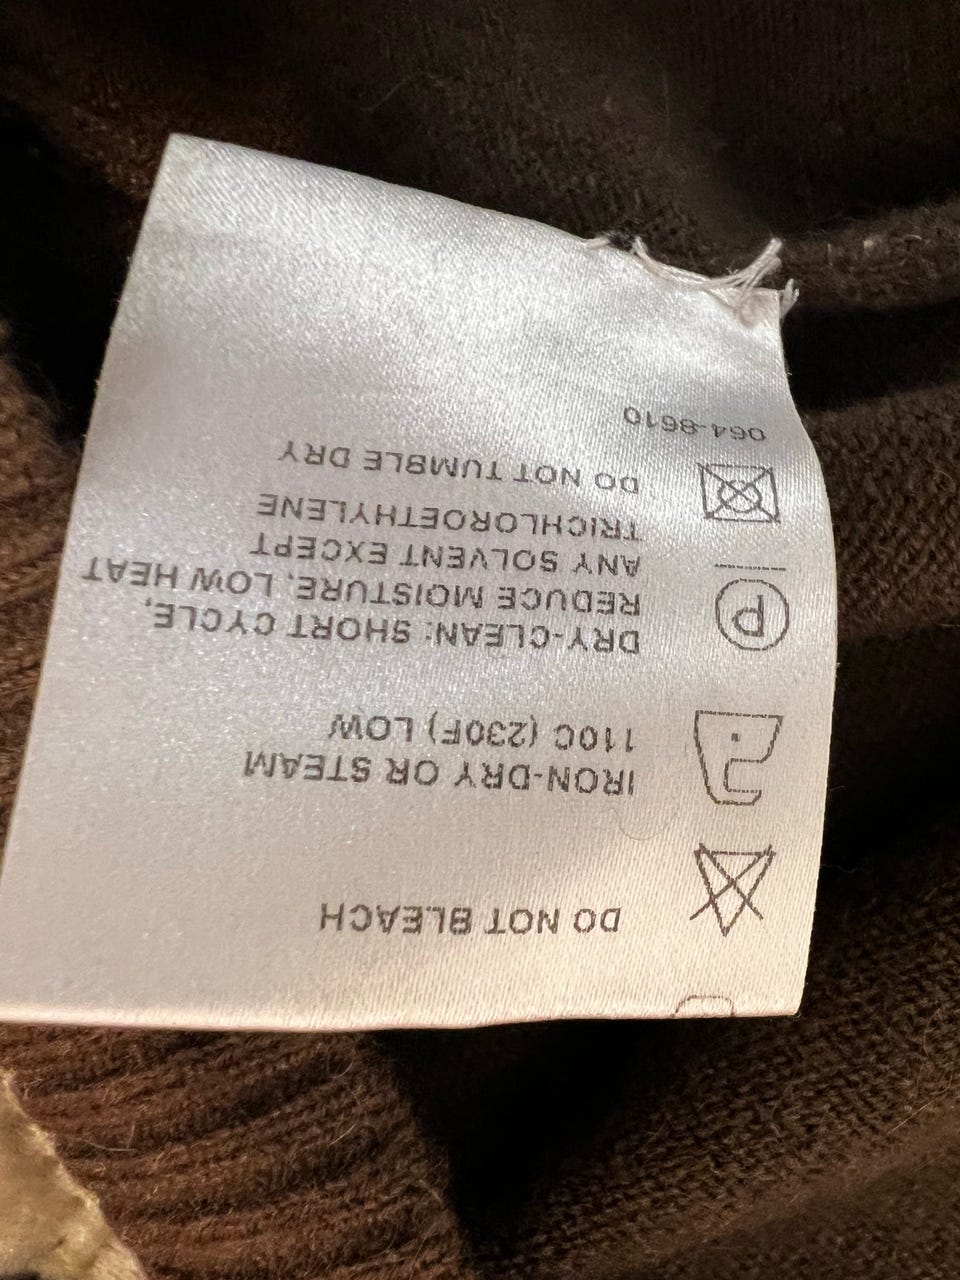 DO NOT BLEACH
IRON-DRY OR STEAM
110C (230F) LOW
DRY-CLEAN: SHORT CYCLE,
REDUCE MOISTURE, LOW HEAT
ANY SOLVENT EXCEPT
TRICHLOROETHYLENE
P
DO NOT TUMBLE DRY
064-8610